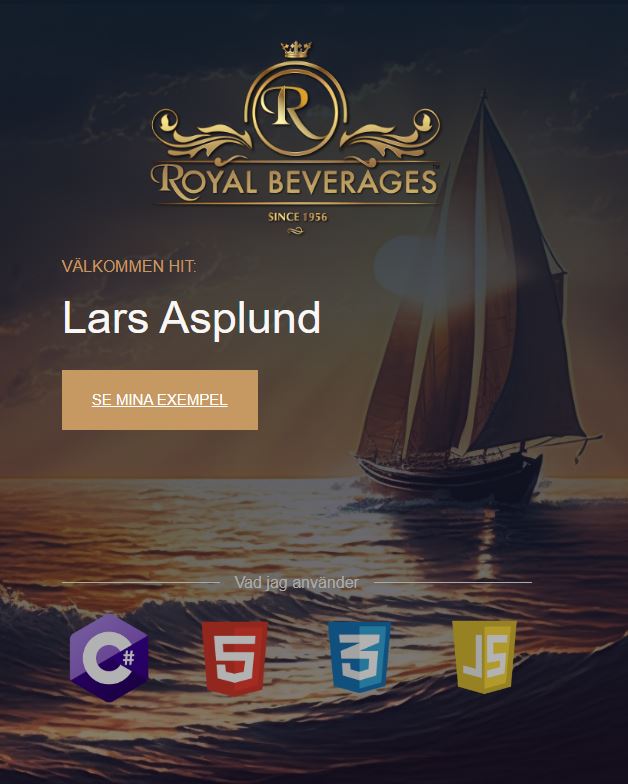 R
ROYAL BEVERAGES
SINCE 1956
VÄLKOMMEN HIT:
Lars Asplund
SE MINA EXEMPEL
Vad jag använder
C# 5 3 JS